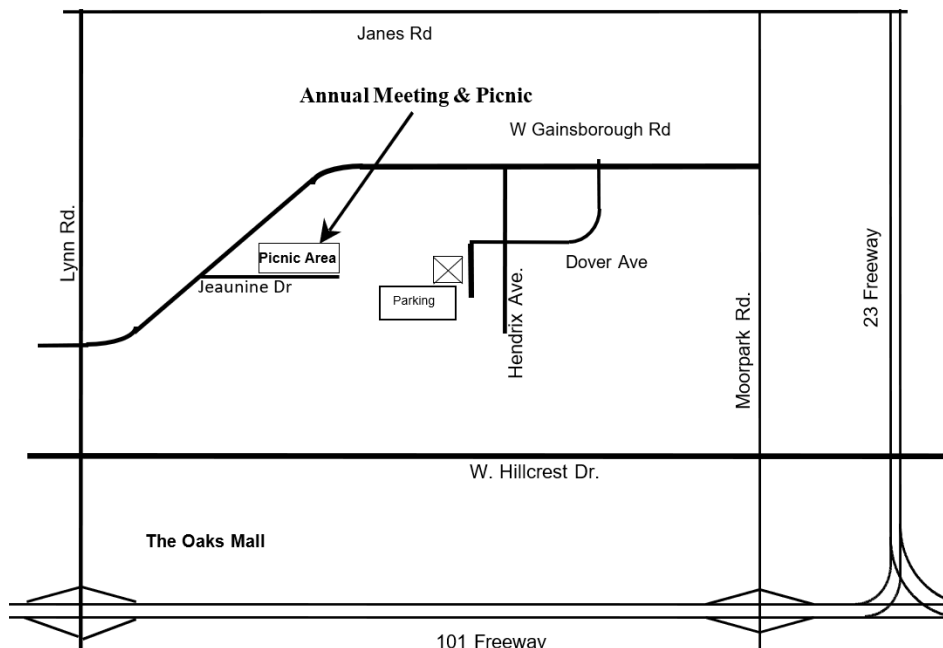 Janes Rd
Annual Meeting & Picnic
W Gainsborough Rd
Lynn Rd.
Picnic Area
Jeaunine Dr
Parking
Dover Ave
Hendrix Ave.
Moorpark Rd.
23 Freeway
W. Hillcrest Dr.
The Oaks Mall
101 Freeway